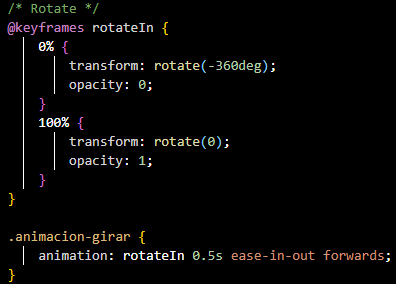 /* Rotate */
@keyframes rotateIn {
    0% {
        transform: rotate(-360deg);
        opacity: 0;
    }
    100% {
        transform: rotate(0);
        opacity: 1;
    }
}

.animacion-girar {
    animation: rotateIn 0.5s ease-in-out forwards;
}